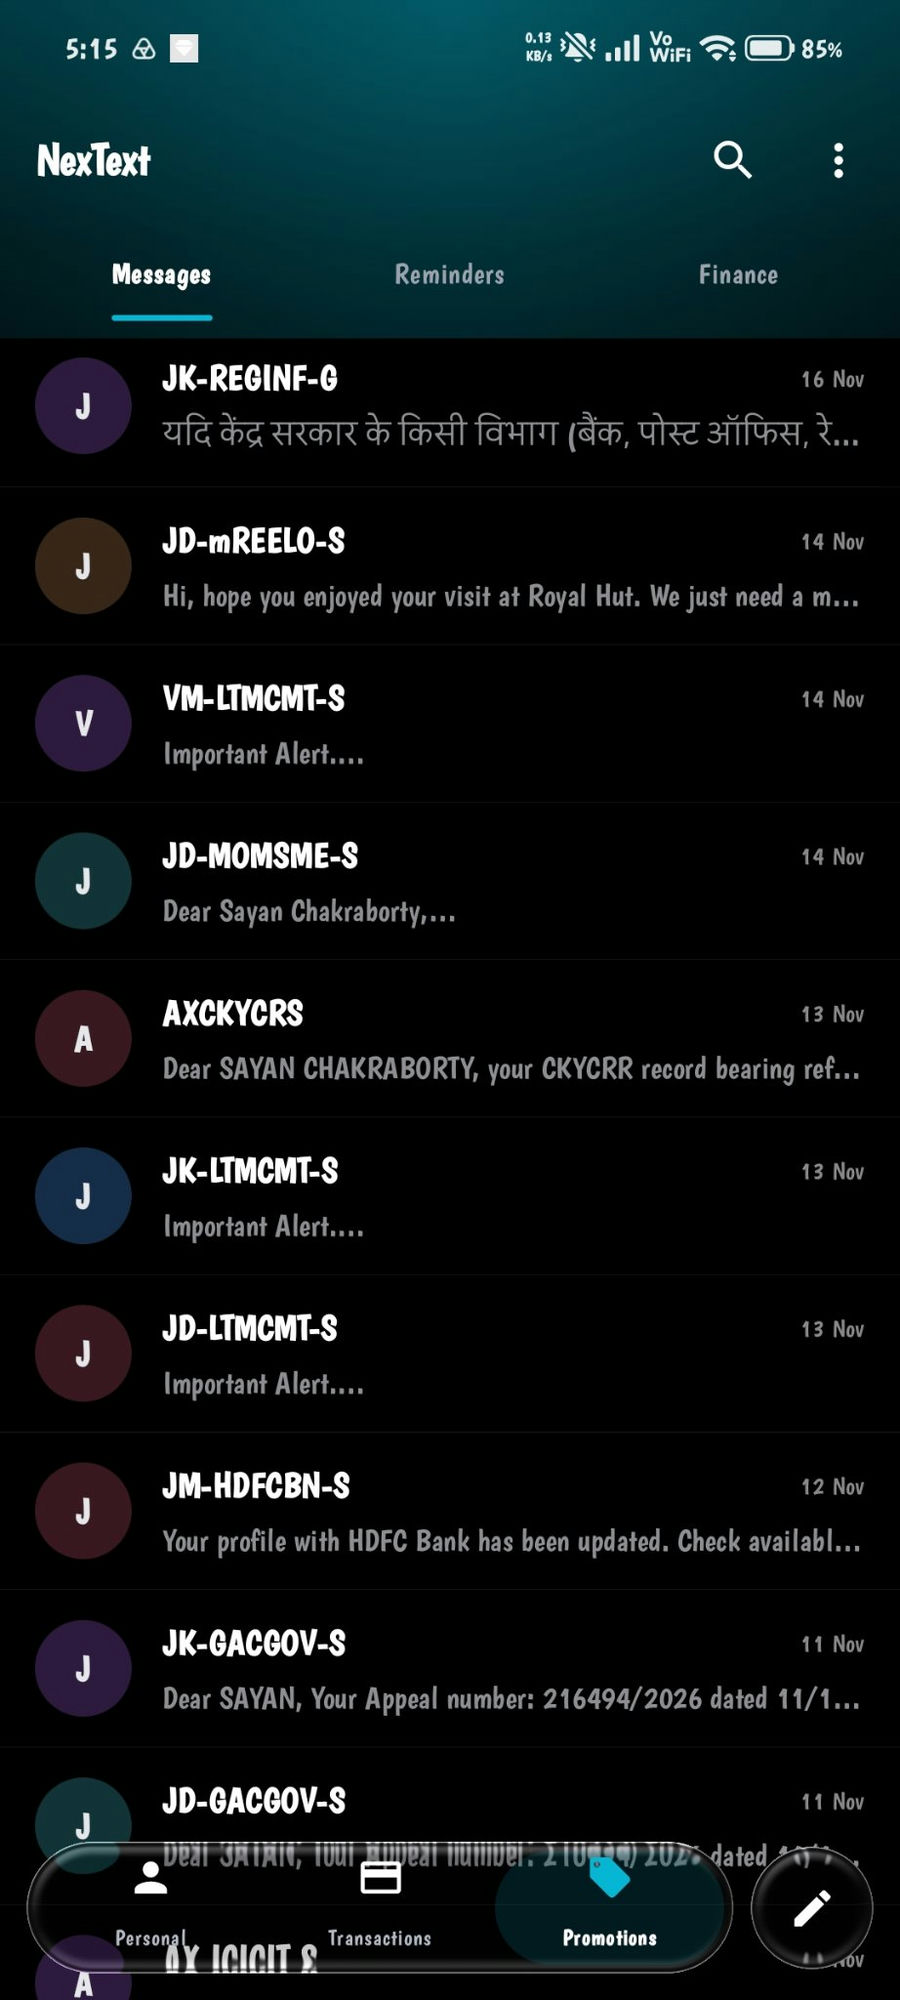 5:15
0.13 KB/s Vo WiFi 85%
NexText
Messages Reminders Finance
J JK-REGINF-G 16 Nov
यदि केंद्र सरकार के किसी विभाग (बैंक, पोस्ट ऑफिस, रे...
J JD-mREELO-S 14 Nov
Hi, hope you enjoyed your visit at Royal Hut. We just need a m...
V VM-LTMCMT-S 14 Nov
Important Alert....
J JD-MOMSME-S 14 Nov
Dear Sayan Chakraborty,...
A AXCKYCRS 13 Nov
Dear SAYAN CHAKRABORTY, your CKYCRR record bearing ref...
J JK-LTMCMT-S 13 Nov
Important Alert....
J JD-LTMCMT-S 13 Nov
Important Alert....
J JM-HDFCBN-S 12 Nov
Your profile with HDFC Bank has been updated. Check availabl...
J JK-GACGOV-S 11 Nov
Dear SAYAN, Your Appeal number: 216494/2026 dated 11/1...
J JD-GACGOV-S 11 Nov
dated
Personal Transactions Promotions
A Nov